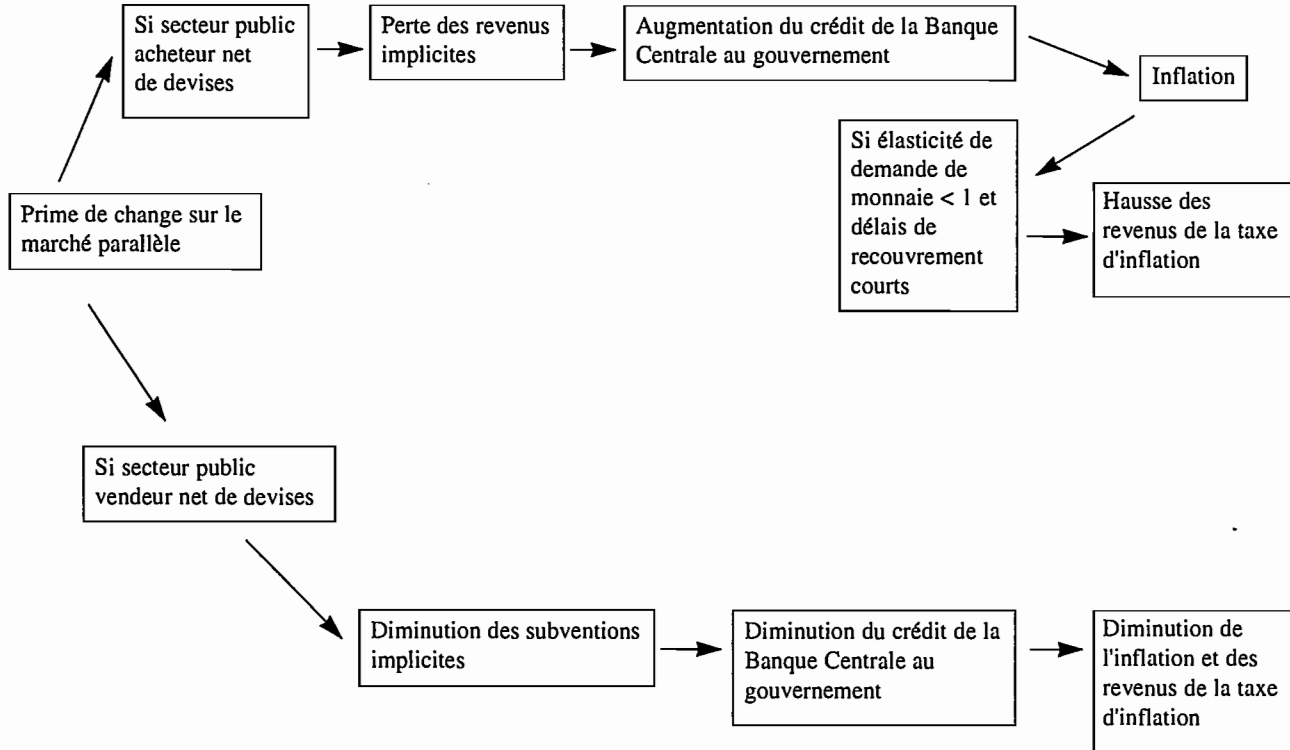 Si secteur public
acheteur net
de devises
Perte des revenus
implicites
Augmentation du crédit de la Banque
Centrale au gouvernement
Inflation
Si élasticité de
demande de
monnaie < 1 et
délais de
recouvrement
courts
Hausse des
revenus de la taxe
d'inflation
Prime de change sur le
marché parallèle
Si secteur public
vendeur net de devises
Diminution des subventions
implicites
Diminution du crédit de la
Banque Centrale au
gouvernement
Diminution de
l'inflation et des
revenus de la taxe
d'inflation